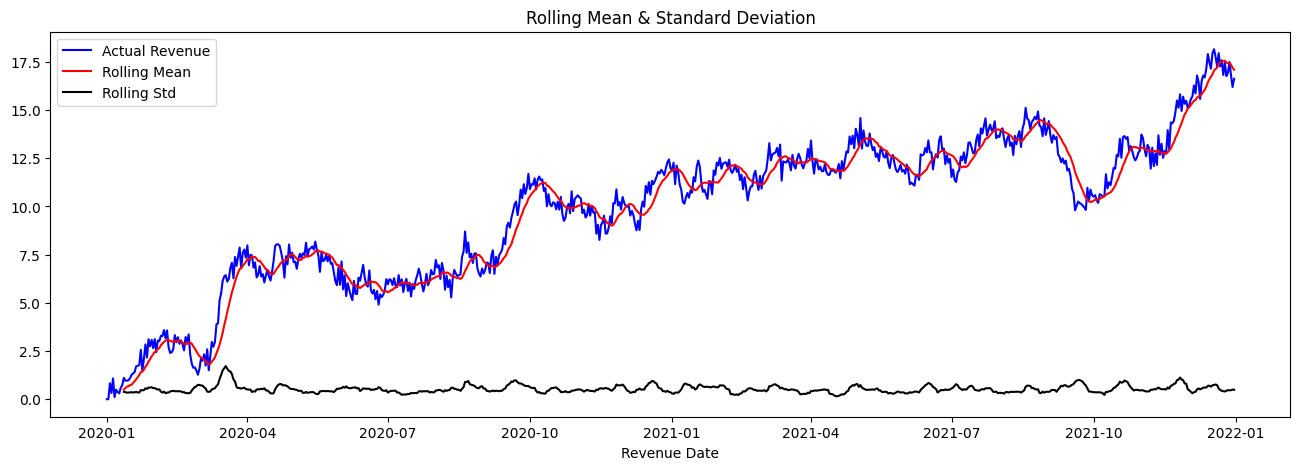 Rolling Mean & Standard Deviation
Actual Revenue
Rolling Mean
Rolling Std
17.5
15.0
12.5
10.0
7.5
5.0
2.5
0.0
2020-01 2020-04 2020-07 2020-10 2021-01 2021-04 2021-07 2021-10 2022-01
Revenue Date